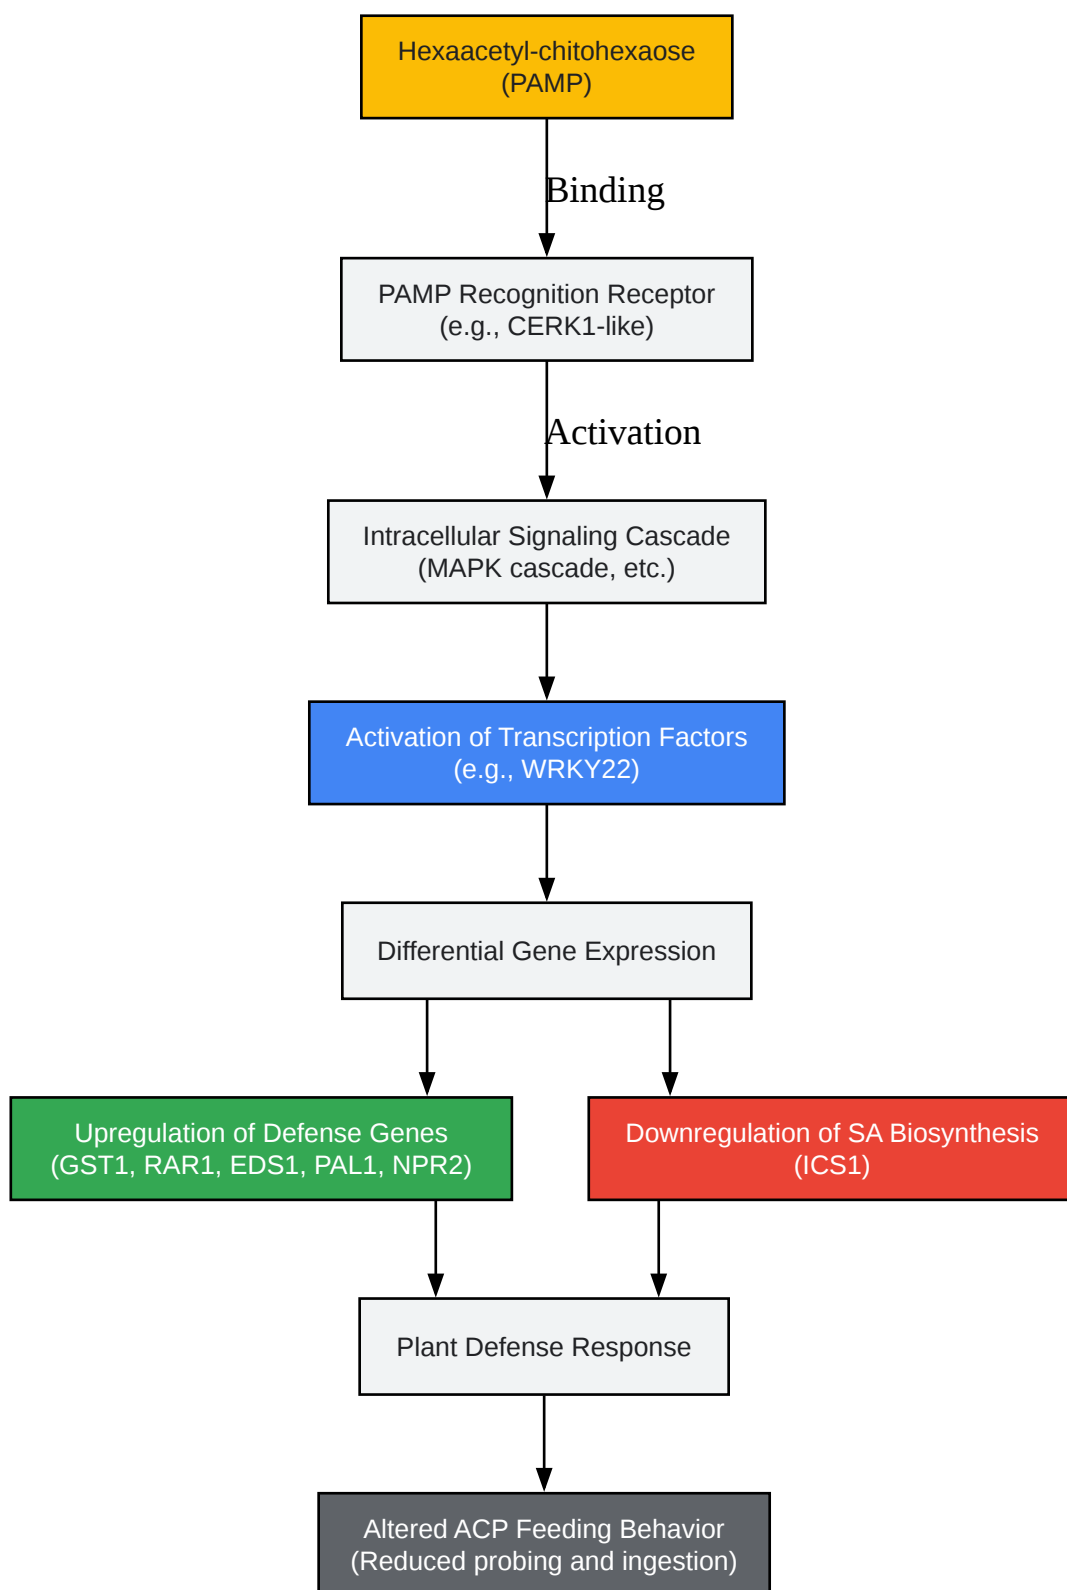 Hexaacetyl-chitohexaose
(PAMP)
Binding
PAMP Recognition Receptor
(e.g., CERK1-like)
Activation
Intracellular Signaling Cascade
(MAPK cascade, etc.)
Activation of Transcription Factors
(e.g., WRKY22)
Differential Gene Expression
Upregulation of Defense Genes
(GST1, RAR1, EDS1, PAL1, NPR2)
Downregulation of SA Biosynthesis
(ICS1)
Plant Defense Response
Altered ACP Feeding Behavior
(Reduced probing and ingestion)